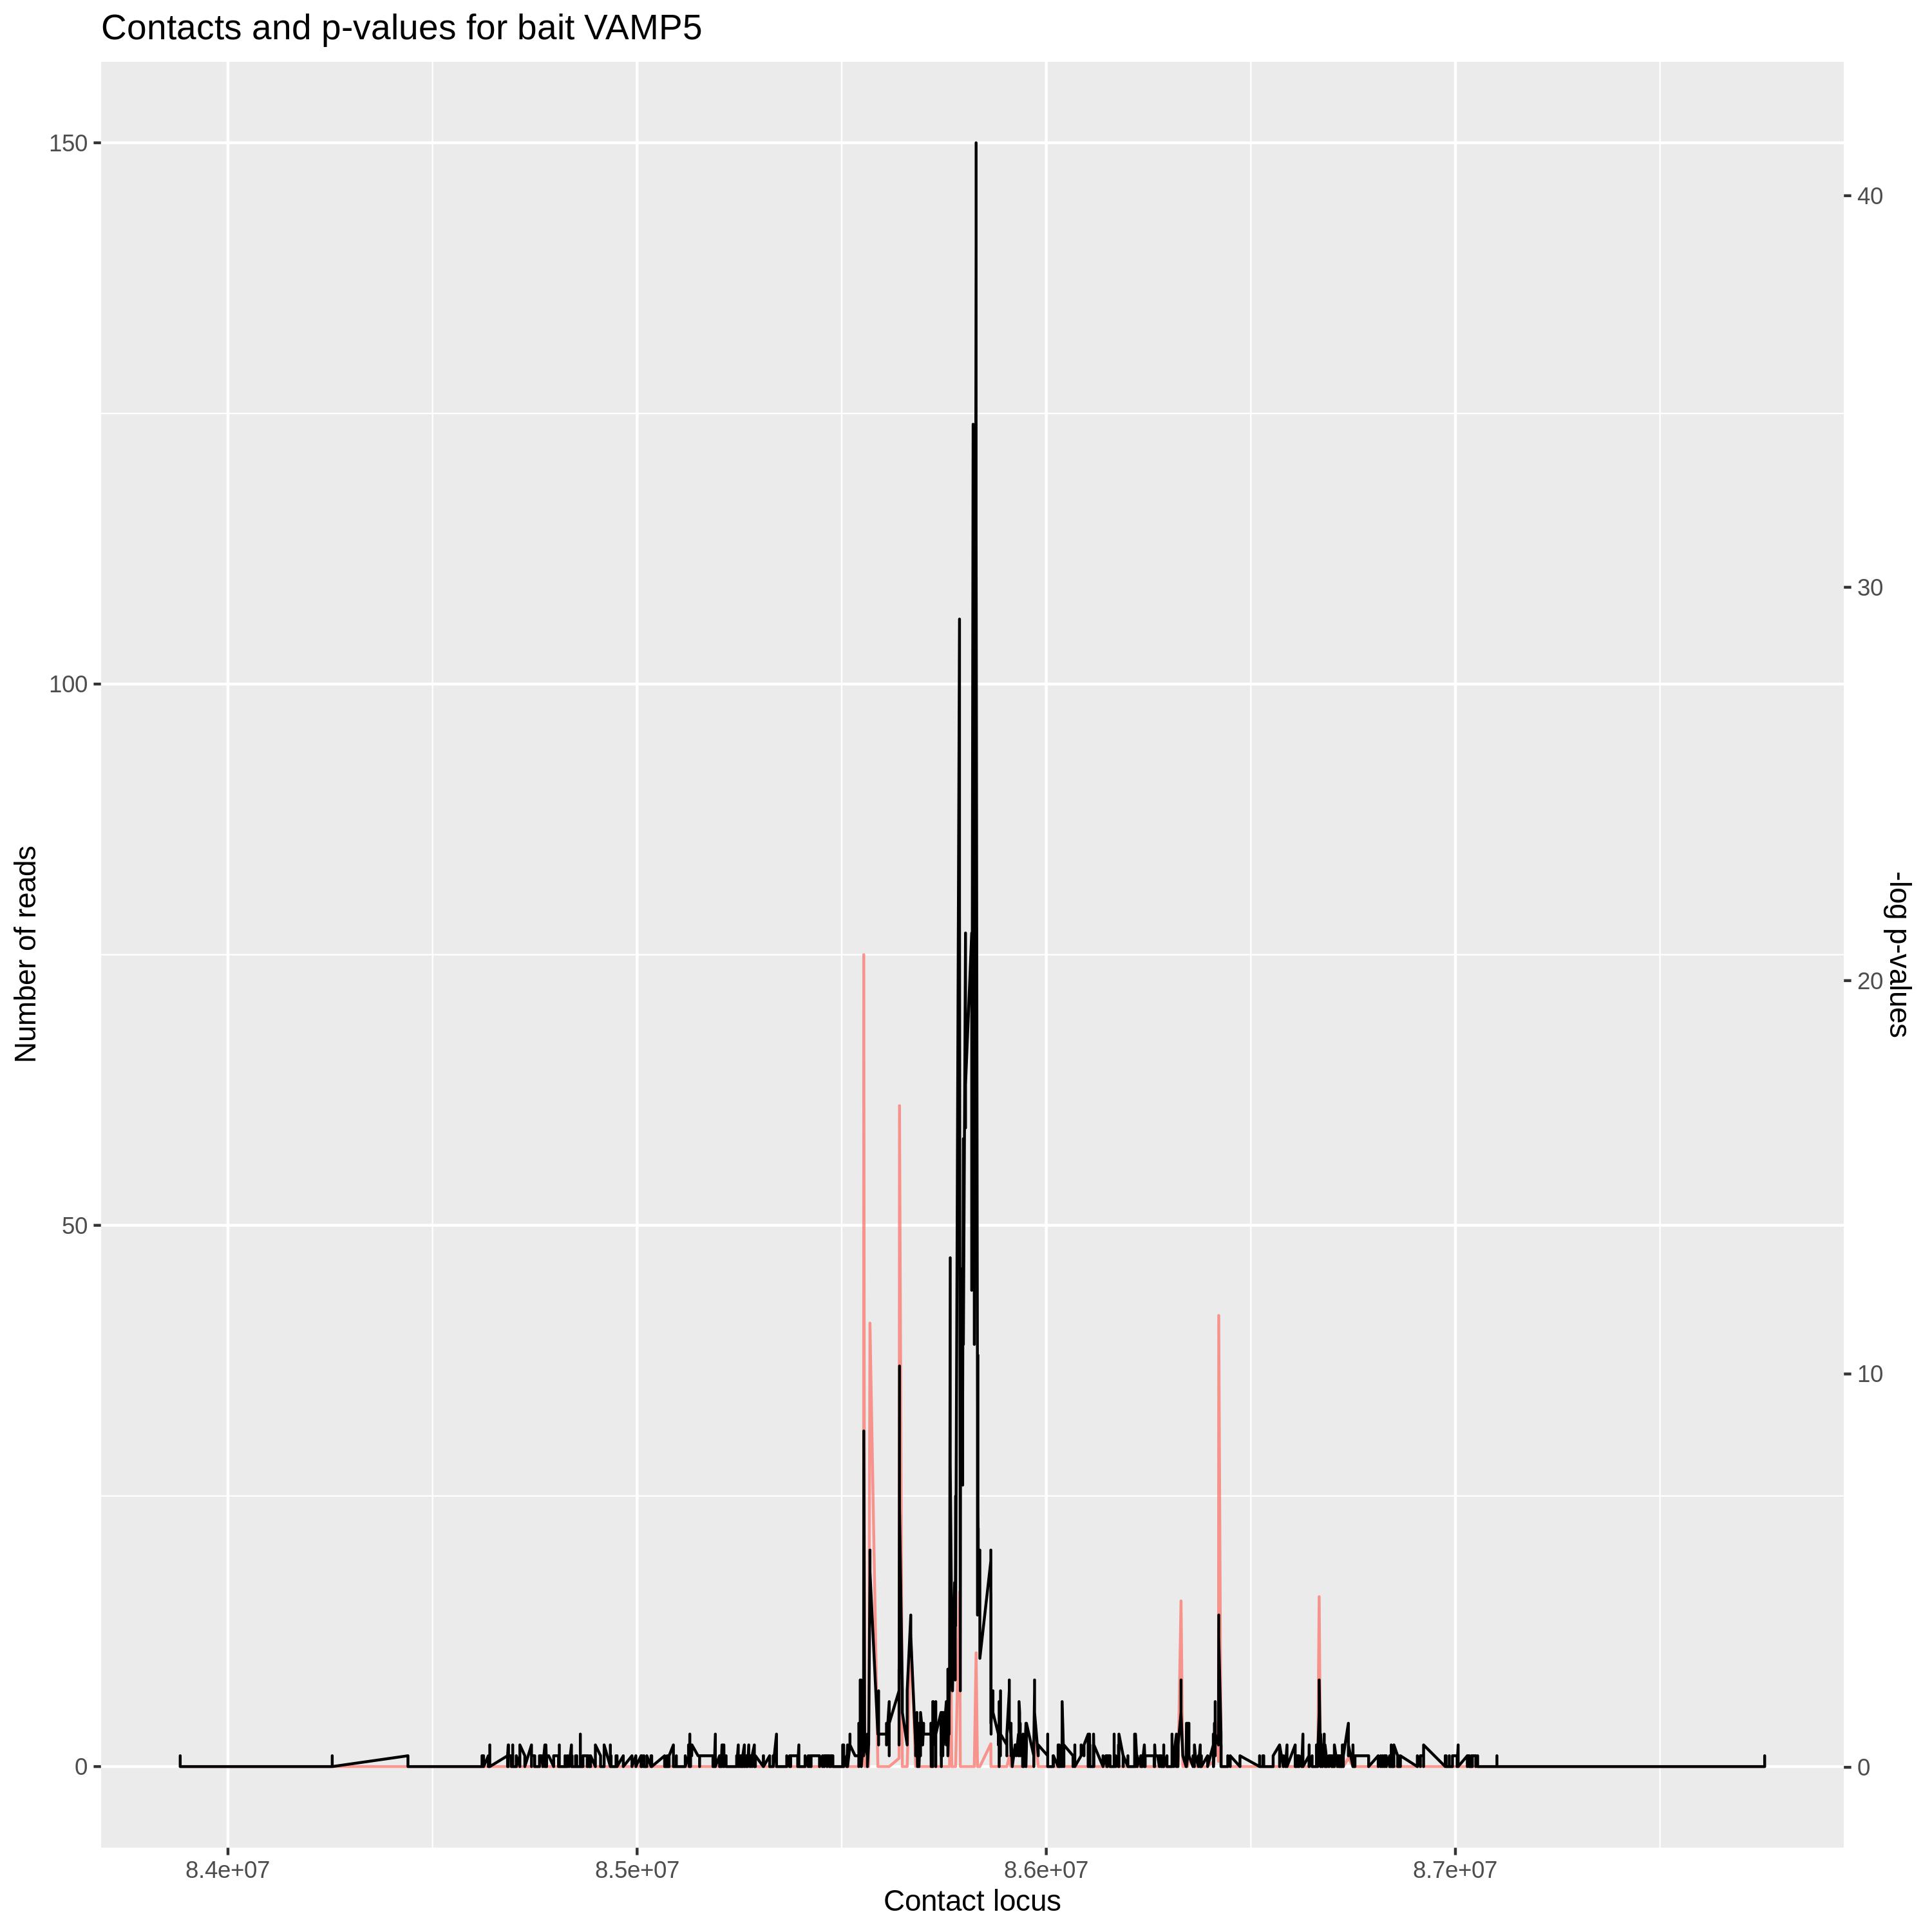 Contacts and p-values for bait VAMP5
150
100
50
0
Number of reads
40
30
20
10
0
-log p-values
8.4e+07
8.5e+07
8.6e+07
8.7e+07
Contact locus